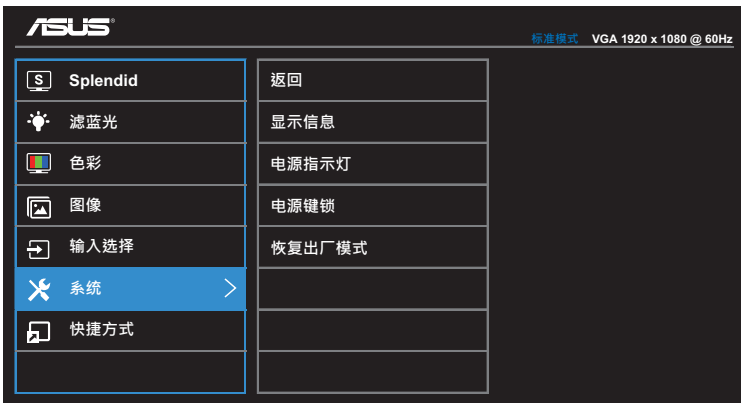 ASUS
标准模式 VGA 1920 x 1080 @ 60Hz
S Splendid
滤蓝光
色彩
图像
输入选择
系统
快捷方式
返回
显示信息
电源指示灯
电源键锁
恢复出厂模式